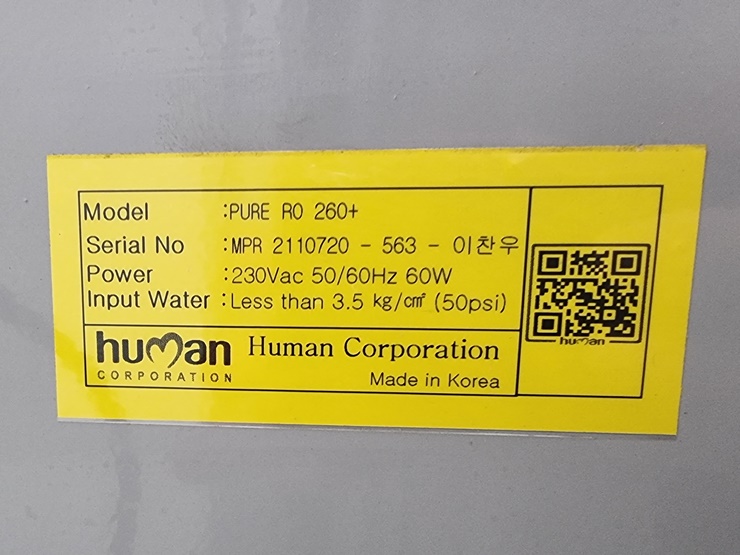 Model :PURE RO 260+
Serial No :MPR 2110720 - 563 - 이찬우
Power :230Vac 50/60Hz 60W
Input Water :Less than 3.5 kg/㎠ (50psi)
human
CORPORATION
Human Corporation
Made in Korea
human